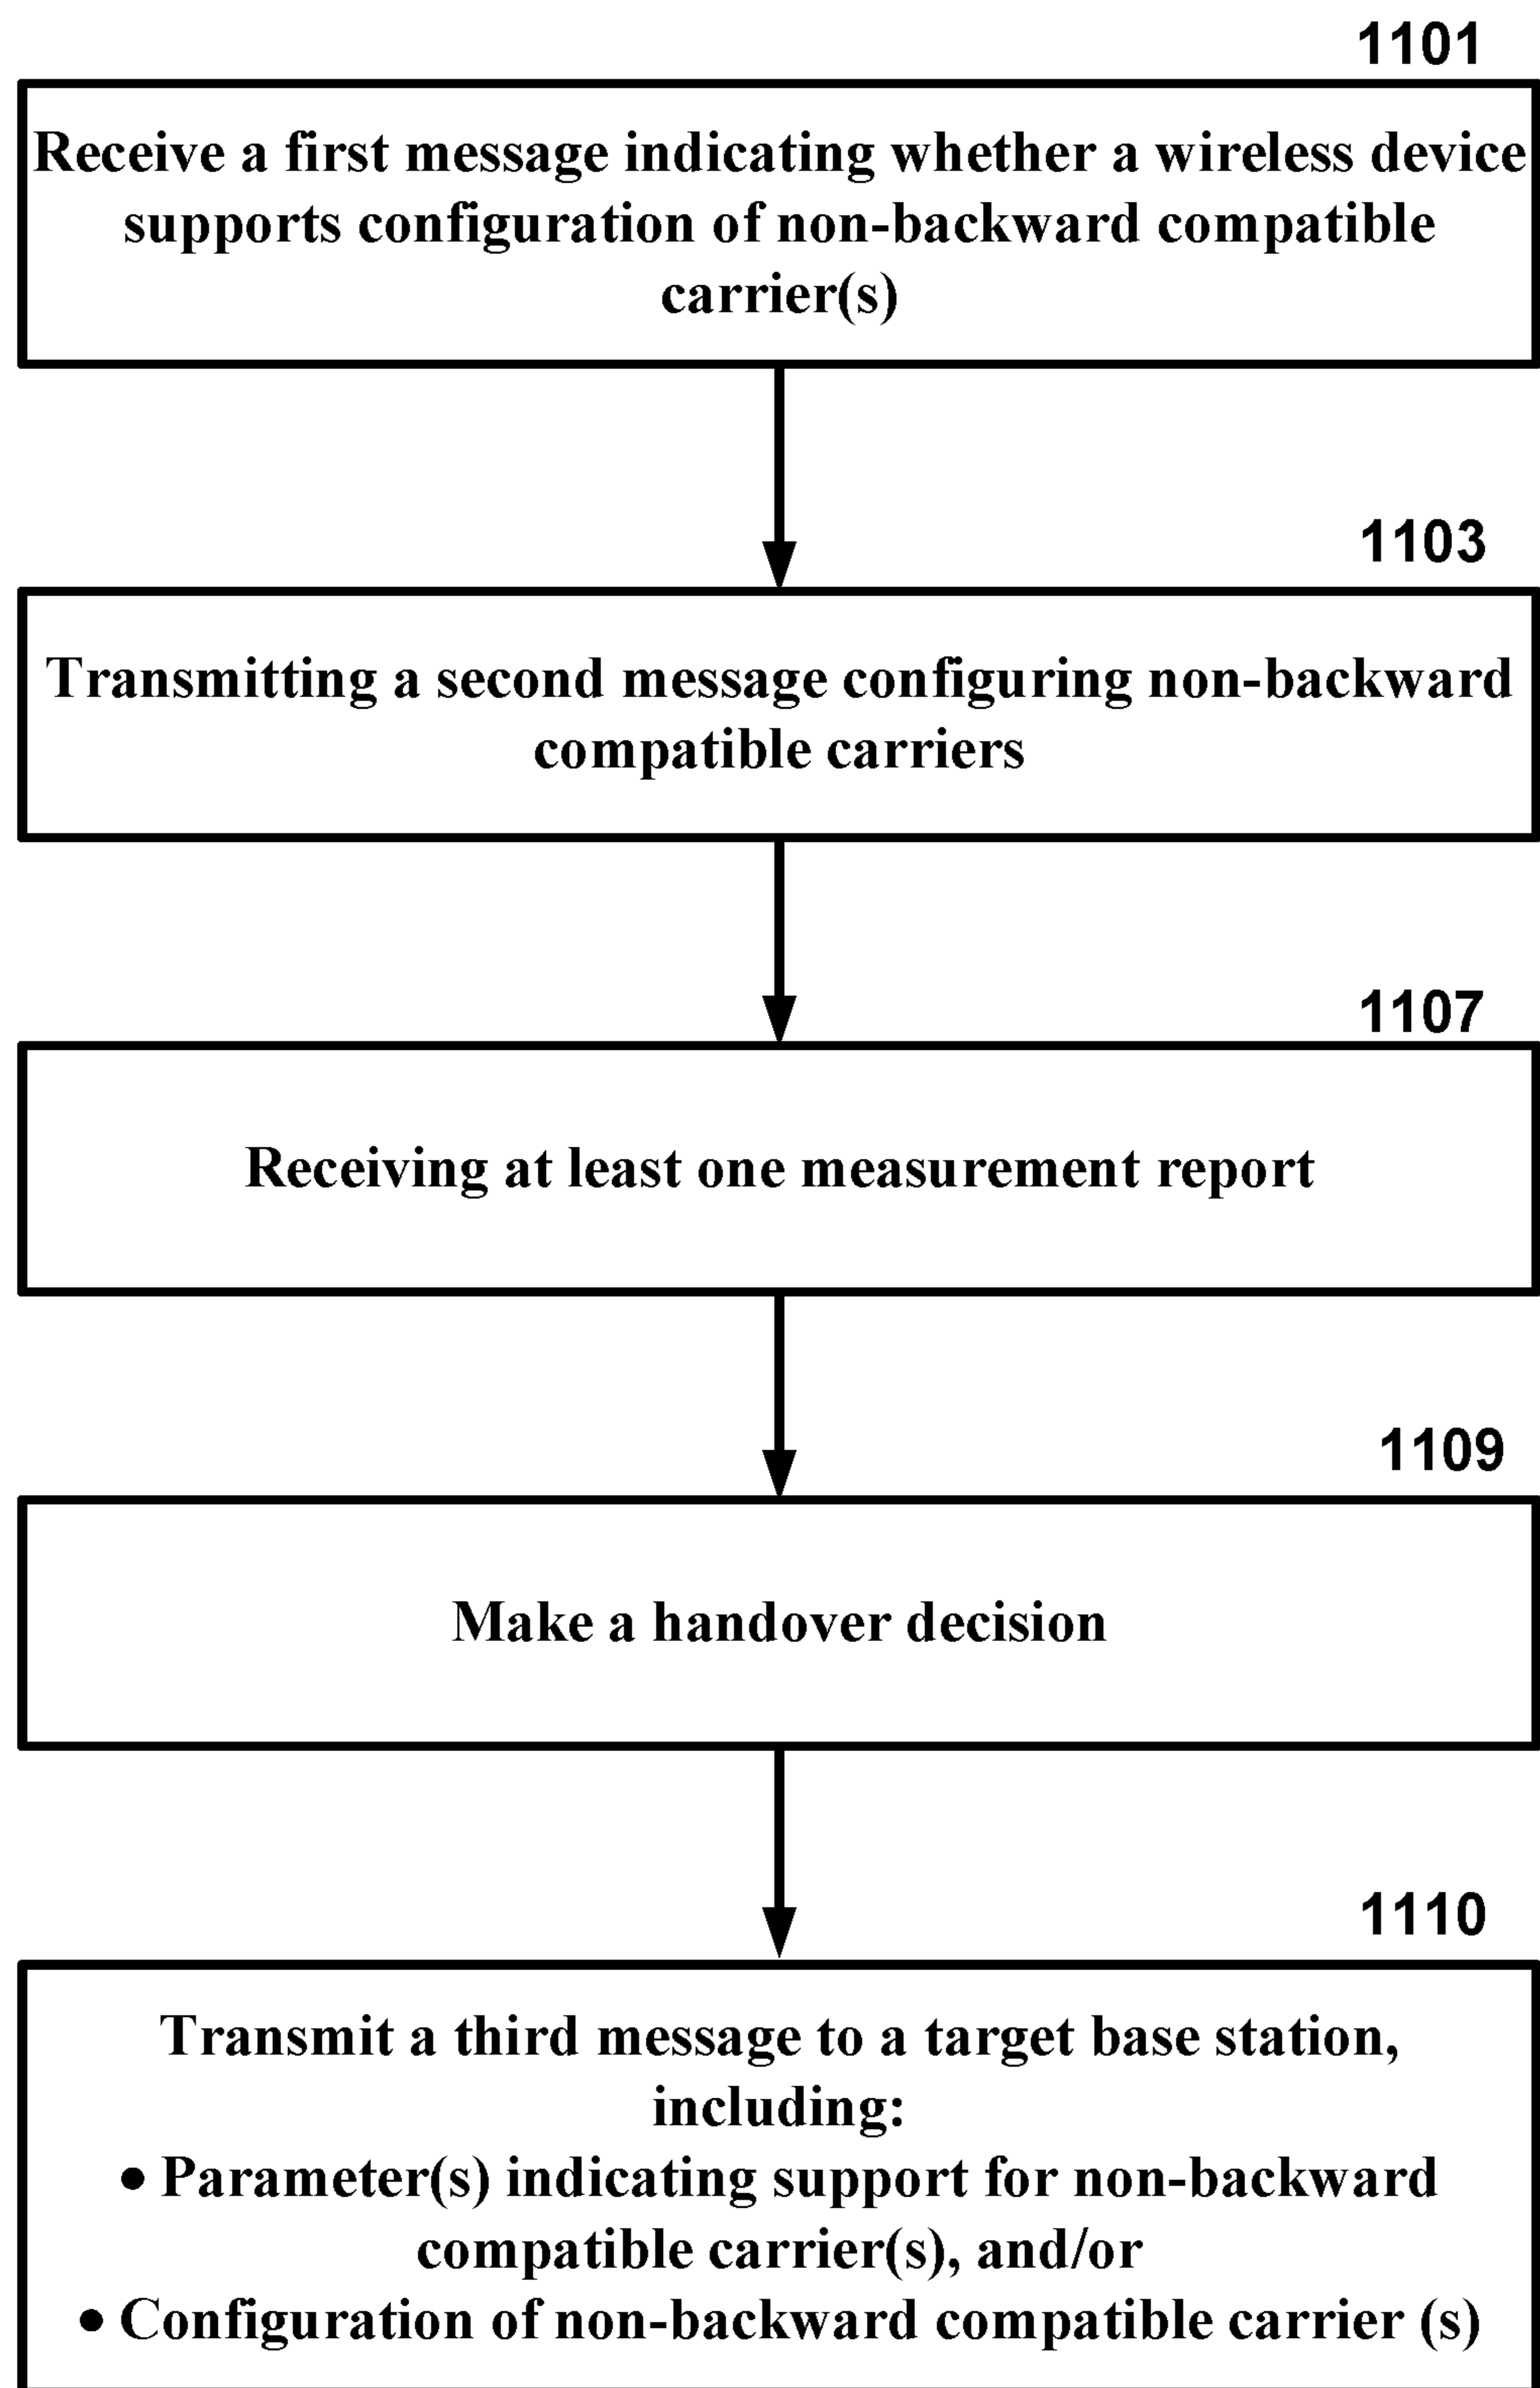 1101
Receive a first message indicating whether a wireless device
supports configuration of non-backward compatible
carrier(s)
1103
Transmitting a second message configuring non-backward
compatible carriers
1107
Receiving at least one measurement report
1109
Make a handover decision
1110
Transmit a third message to a target base station,
including:
● Parameter(s) indicating support for non-backward
compatible carrier(s), and/or
● Configuration of non-backward compatible carrier (s)